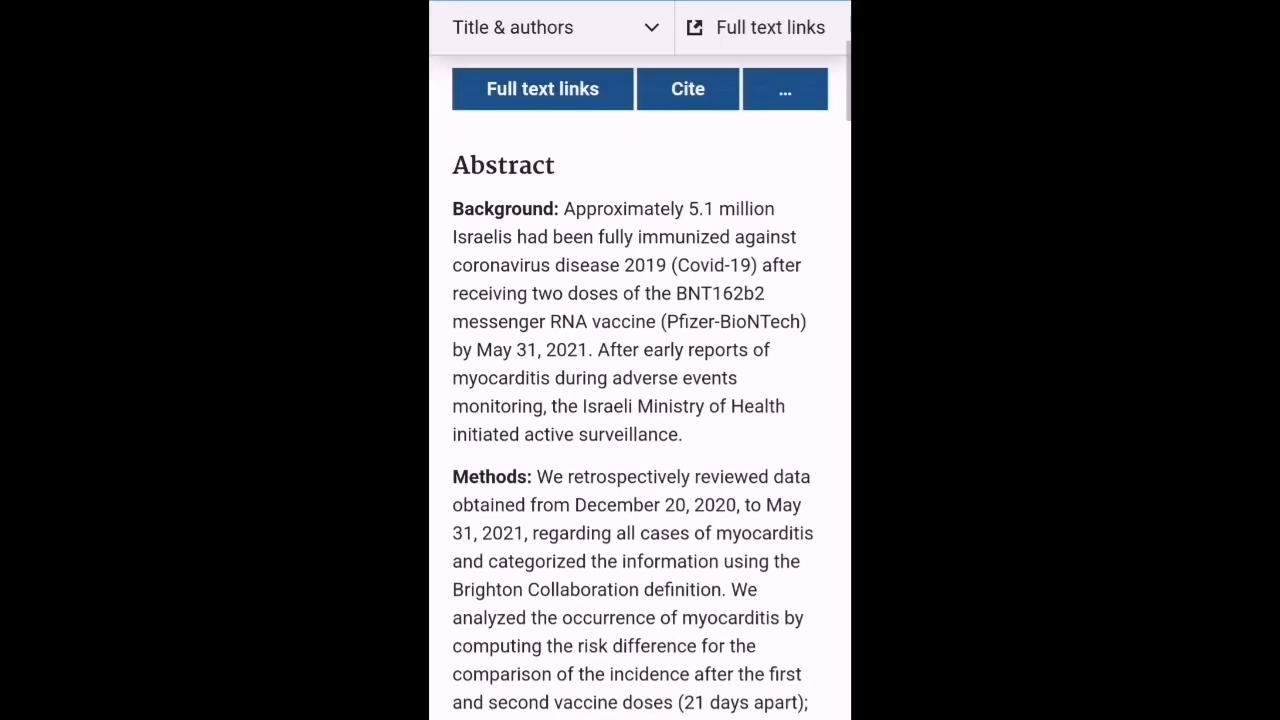 Title & authors
Full text links
Full text links
Cite
...
Abstract
Background: Approximately 5.1 million
Israelis had been fully immunized against
coronavirus disease 2019 (Covid-19) after
receiving two doses of the BNT162b2
messenger RNA vaccine (Pfizer-BioNTech)
by May 31, 2021. After early reports of
myocarditis during adverse events
monitoring, the Israeli Ministry of Health
initiated active surveillance.
Methods: We retrospectively reviewed data
obtained from December 20, 2020, to May
31, 2021, regarding all cases of myocarditis
and categorized the information using the
Brighton Collaboration definition. We
analyzed the occurrence of myocarditis by
computing the risk difference for the
comparison of the incidence after the first
and second vaccine doses (21 days apart);